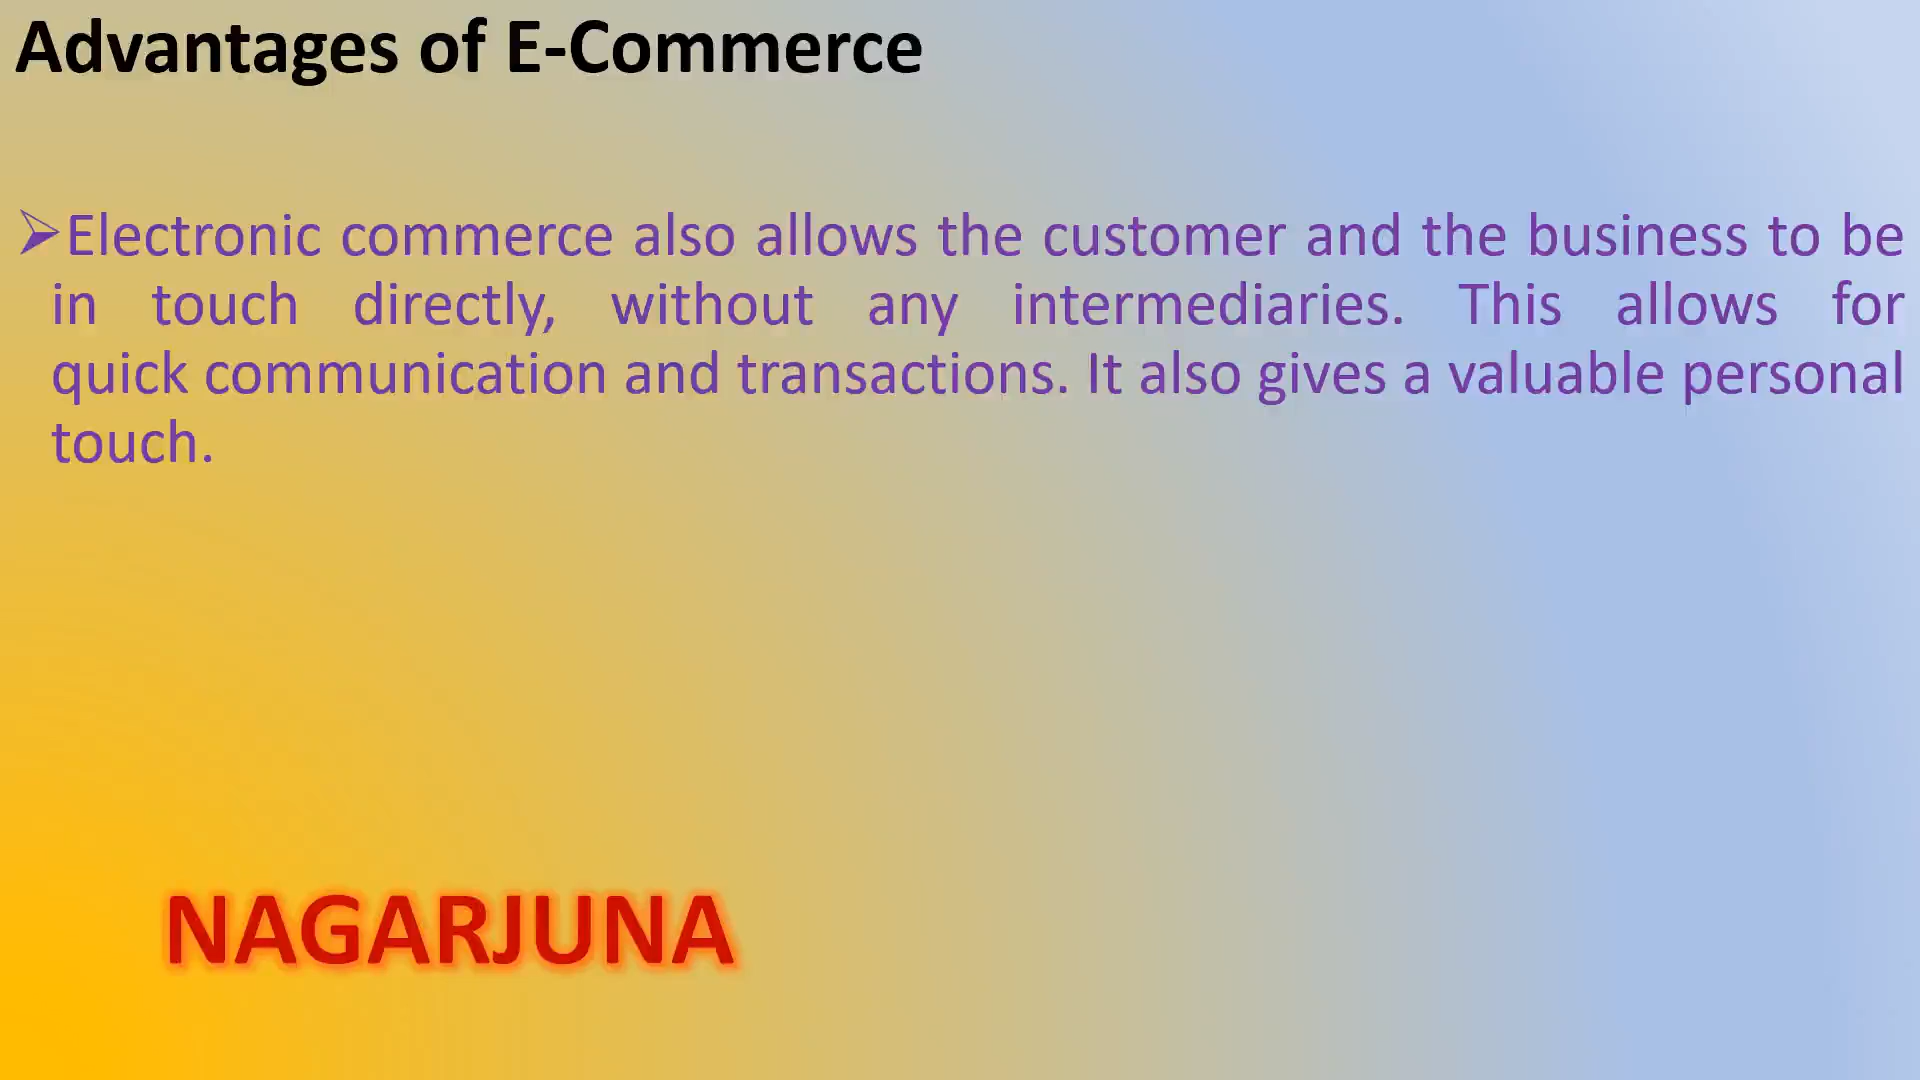 Advantages of E-Commerce
➢Electronic commerce also allows the customer and the business to be
in touch directly, without any intermediaries. This allows for
quick communication and transactions. It also gives a valuable personal
touch.
NAGARJUNA